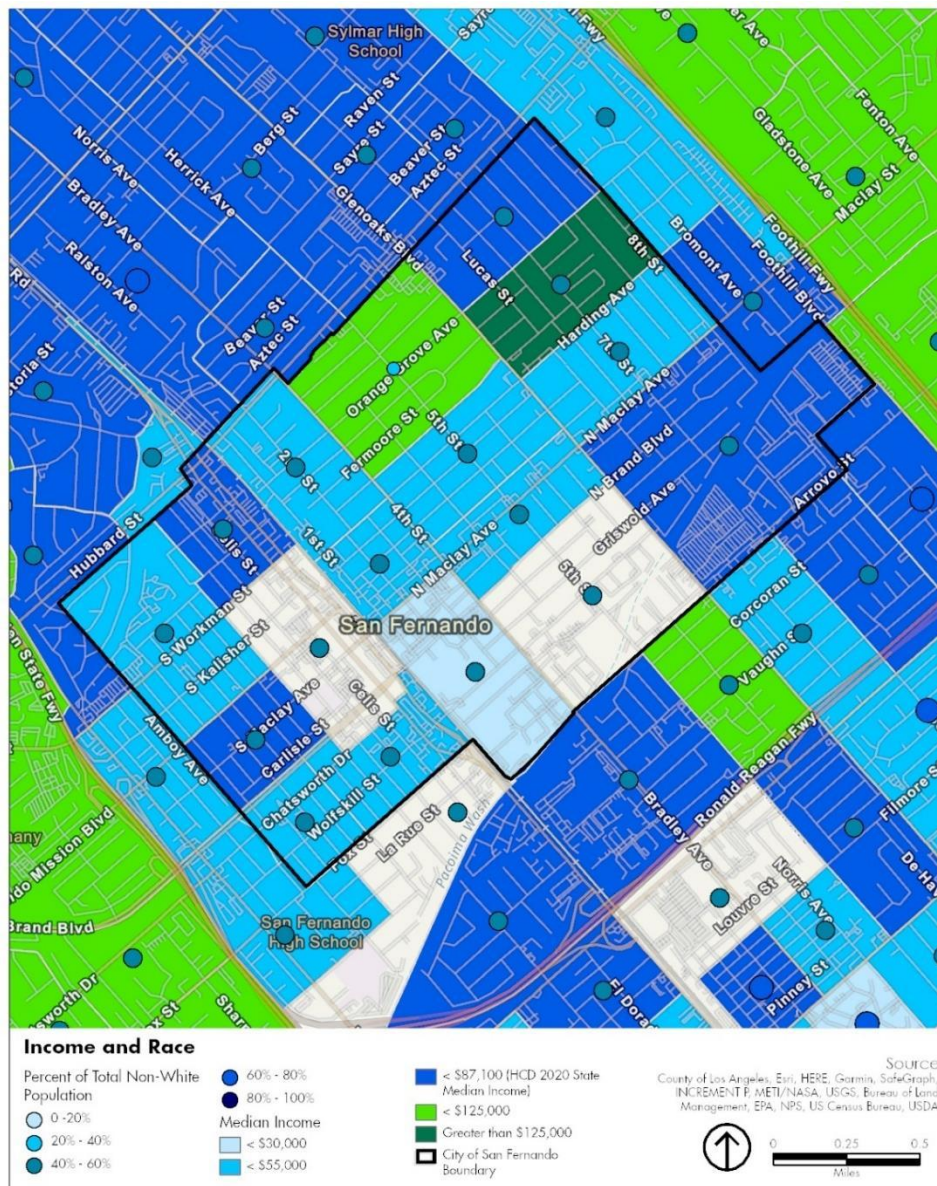 Sylmar High
School
Sayre
Fwy
Fenton Ave
Gladstone Ave
Maclay St
Raven St
Berg St
Sayre St
Beaver St
Aztec St
Norris Ave
Herrick Ave
Bradley Ave
Ralston Ave
Glenoaks Blvd
Rd
Beaver St
Aztec St
Lucas St
8th St
Bromont Ave
Foothill Fwy
Foothill Blvd
Harding Ave
Orange Grove Ave
7th St
N Maclay Ave
Fermoore St
5th St
2nd St
4th St
N Brand Blvd
Griswold Ave
Arroyo St
Hubbard St
Celis St
1st St
N Maclay Ave
5th St
Corcoran St
S Workman St
S Kalisher St
San Fernando
Vaughn St
S Maclay Ave
Celis St
Carlisle St
Amboy Ave
Chatsworth Dr
Wolfskill St
Ronald Reagan Fwy
Bradley Ave
Filmore St
La Rue St
Fox St
Pacoima Wash
Brand Blvd
San Fernando
High School
Norris Ave
Louvre St
Pinney St
Income and Race
Percent of Total Non-White
Population
0 -20%
20% - 40%
40% - 60%
60% - 80%
80% - 100%
Median Income
< $30,000
< $55,000
< $87,100 (HCD 2020 State
Median Income)
< $125,000
Greater than $125,000
City of San Fernando
Boundary
Source
County of Los Angeles, Esri, HERE, Garmin, SafeGraph,
INCREMENT P, METI/NASA, USGS, Bureau of Land
Management, EPA, NPS, US Census Bureau, USDA
0 0.25 0.5
Miles